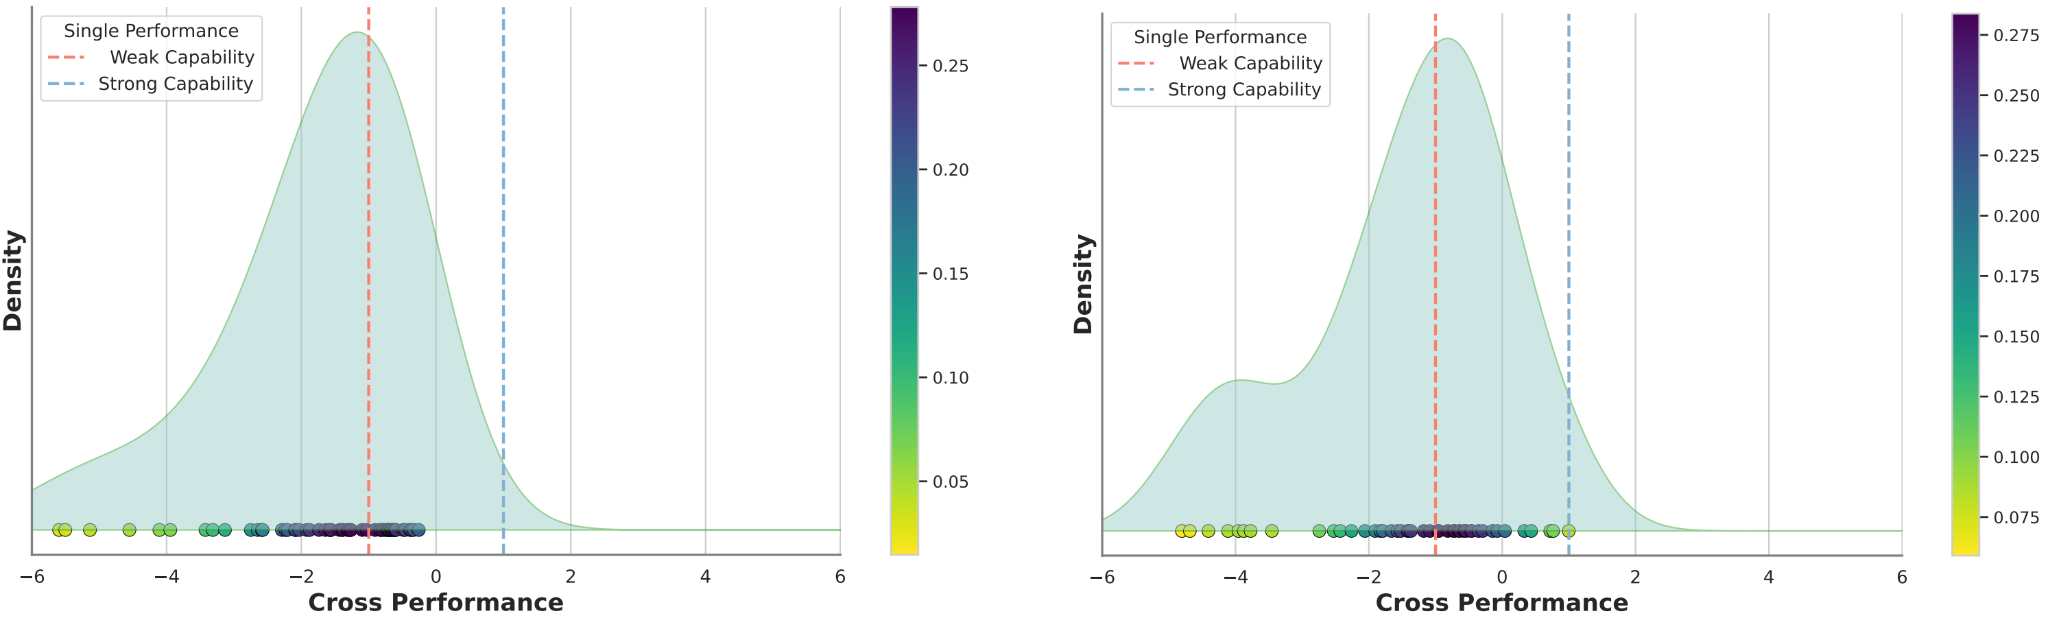 Single Performance
Weak Capability
Strong Capability
Density
−6 −4 −2 0 2 4 6
Cross Performance
0.25
0.20
0.15
0.10
0.05
Single Performance
Weak Capability
Strong Capability
Density
−6 −4 −2 0 2 4 6
Cross Performance
0.275
0.250
0.225
0.200
0.175
0.150
0.125
0.100
0.075